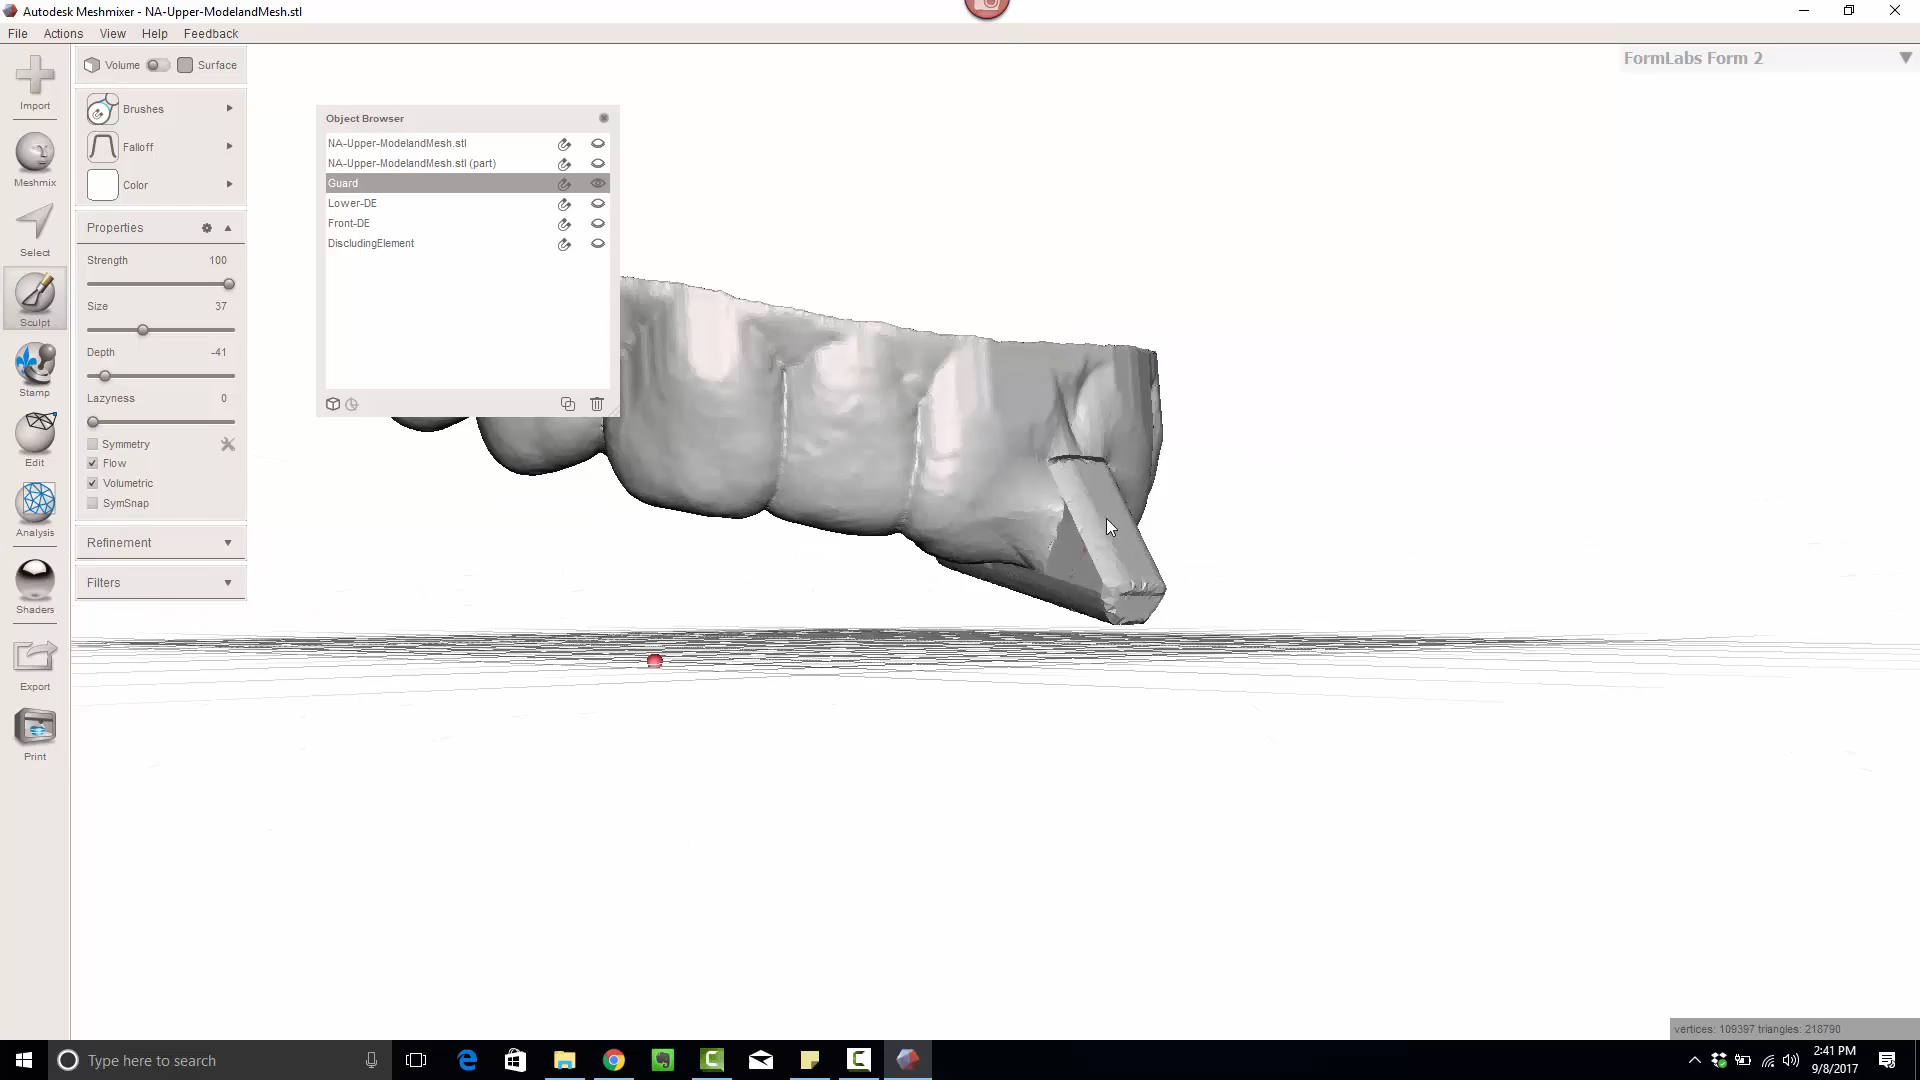 Autodesk Meshmixer - NA-Upper-ModelandMesh.stl
File Actions View Help Feedback
Import
Meshmix
Select
Sculpt
Stamp
Edit
Analysis
Shaders
Export
Print
Volume Surface
Brushes
Falloff
Color
Properties
Strength 100
Size 37
Depth -41
Lazyness 0
Symmetry
Flow
Volumetric
SymSnap
Refinement
Filters
Object Browser
NA-Upper-ModelandMesh.stl
NA-Upper-ModelandMesh.stl (part)
Guard
Lower-DE
Front-DE
DiscludingElement
FormLabs Form 2
vertices: 109397 triangles: 218790
Type here to search
2:41 PM
9/8/2017